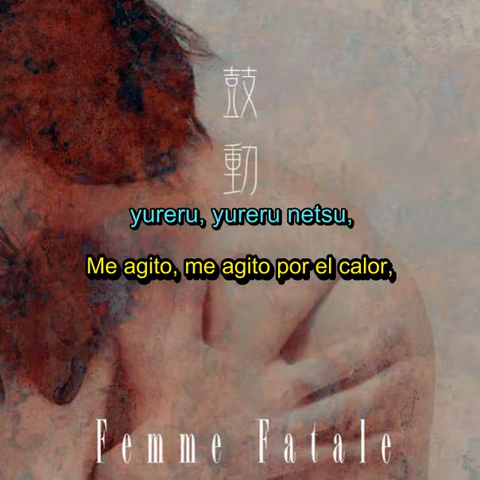 鼓
動
yureru, yureru netsu,
Me agito, me agito por el calor,
Femme Fatale